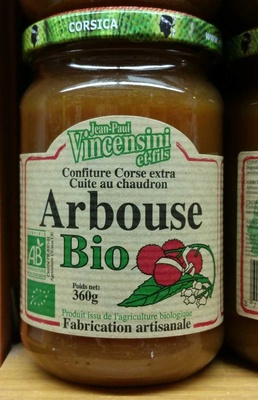 CORSICA
Jean-Paul
Vincensini
et fils
Confiture Corse extra
Cuite au chaudron
Arbouse
Bio
AB
Poids net:
360g
Produit issu de l'agriculture biologique
Fabrication artisanale